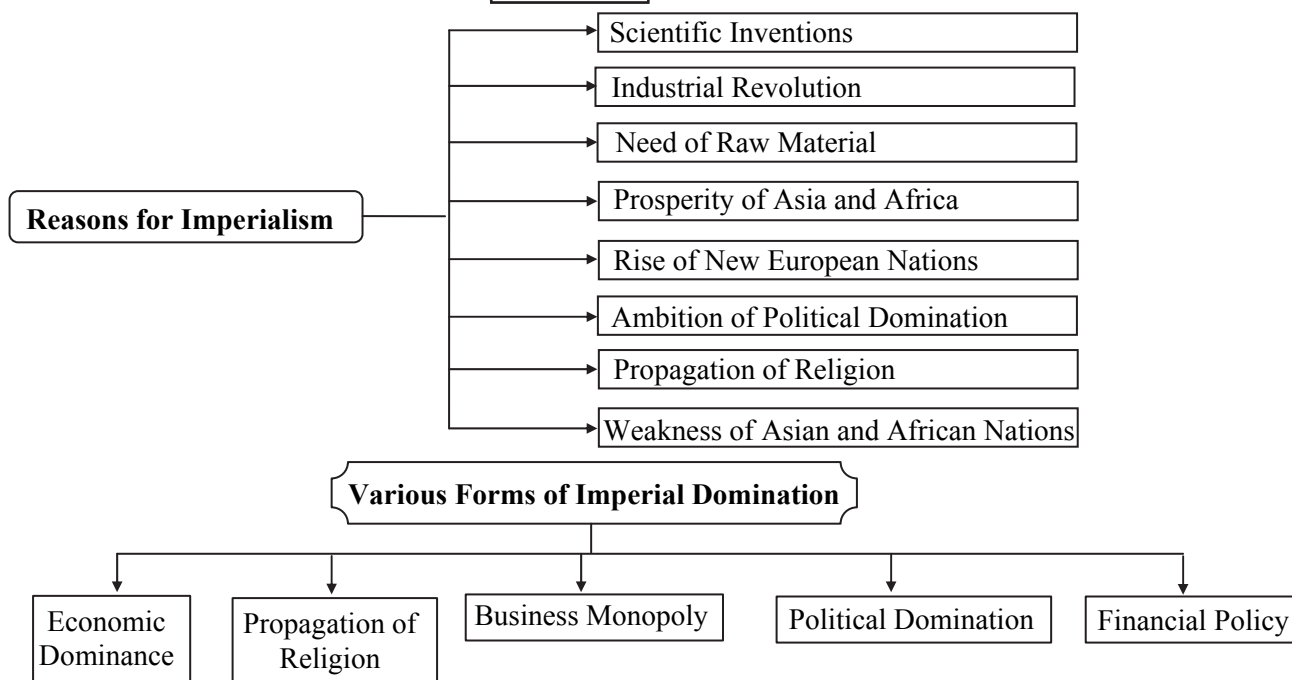 Scientific Inventions
Industrial Revolution
Need of Raw Material
Prosperity of Asia and Africa
Reasons for Imperialism
Rise of New European Nations
Ambition of Political Domination
Propagation of Religion
Weakness of Asian and African Nations
Various Forms of Imperial Domination
Economic
Dominance
Propagation of
Religion
Business Monopoly
Political Domination
Financial Policy